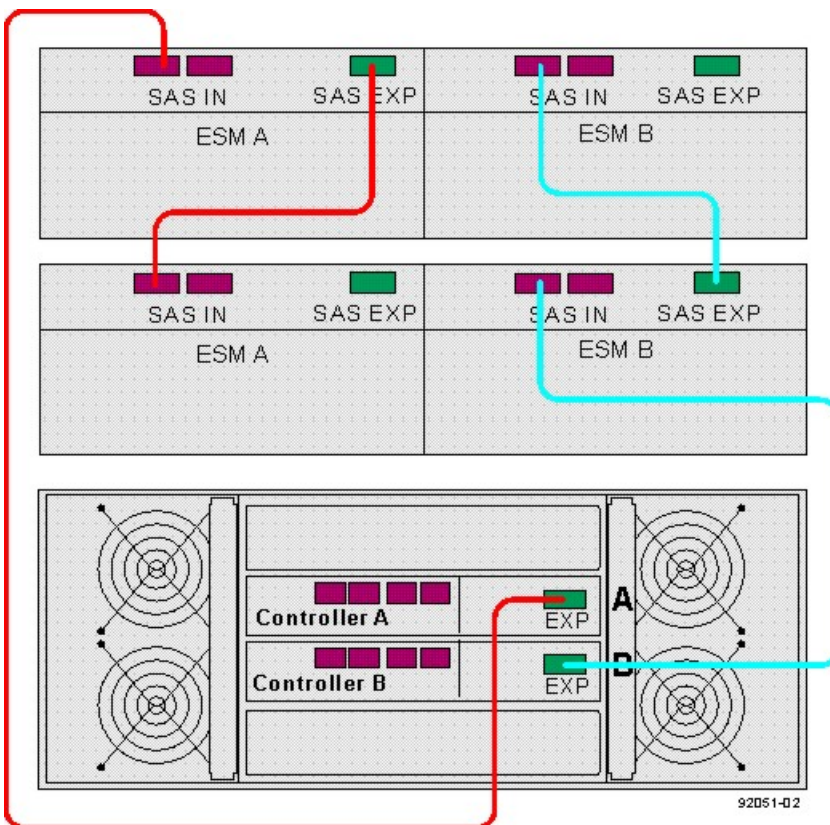 SAS IN SAS EXP SAS IN SAS EXP
ESM A ESM B
SAS IN SAS EXP SAS IN SAS EXP
ESM A ESM B
Controller A EXP A
Controller B EXP B
92051-02